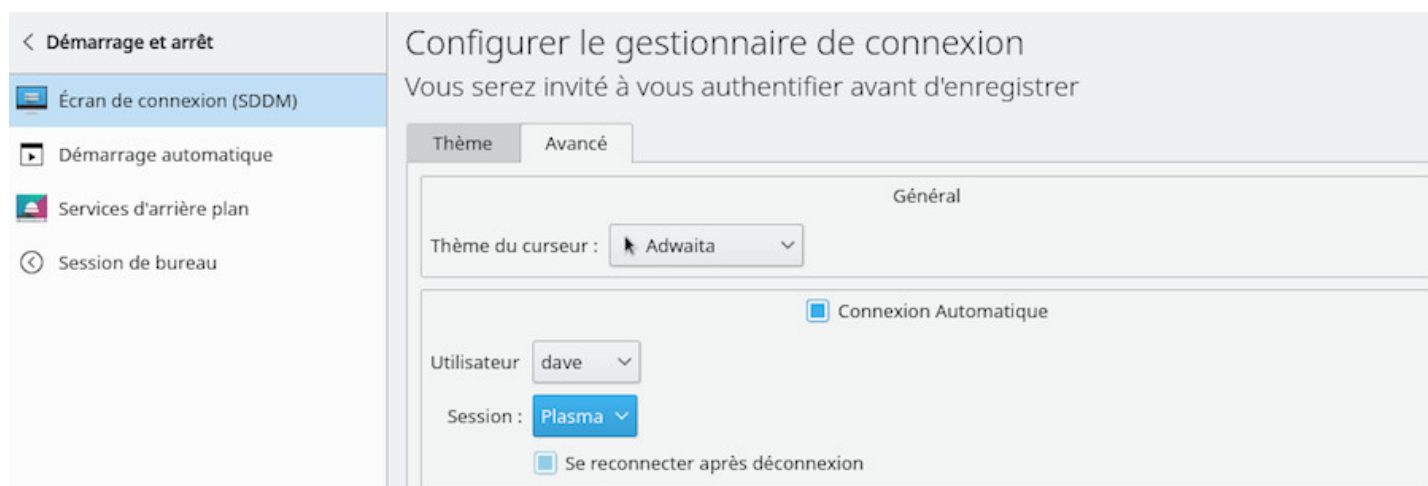 Démarrage et arrêt
Écran de connexion (SDDM)
Démarrage automatique
Services d'arrière plan
Session de bureau
Configurer le gestionnaire de connexion
Vous serez invité à vous authentifier avant d'enregistrer
Thème Avancé
Général
Thème du curseur : Adwaita
Connexion Automatique
Utilisateur dave
Session : Plasma
Se reconnecter après déconnexion